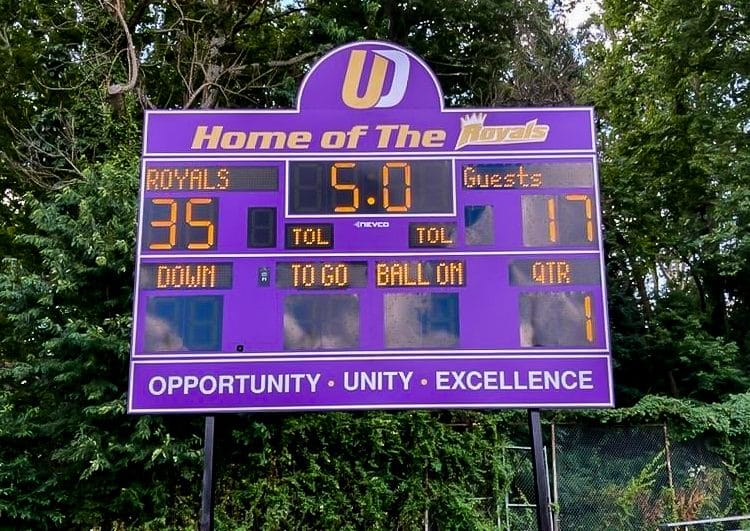 UD
Home of The Royals
ROYALS 5.0 Guests
35 TOL NEVCO TOL 17
DOWN TO GO BALL ON QTR
1
OPPORTUNITY · UNITY · EXCELLENCE